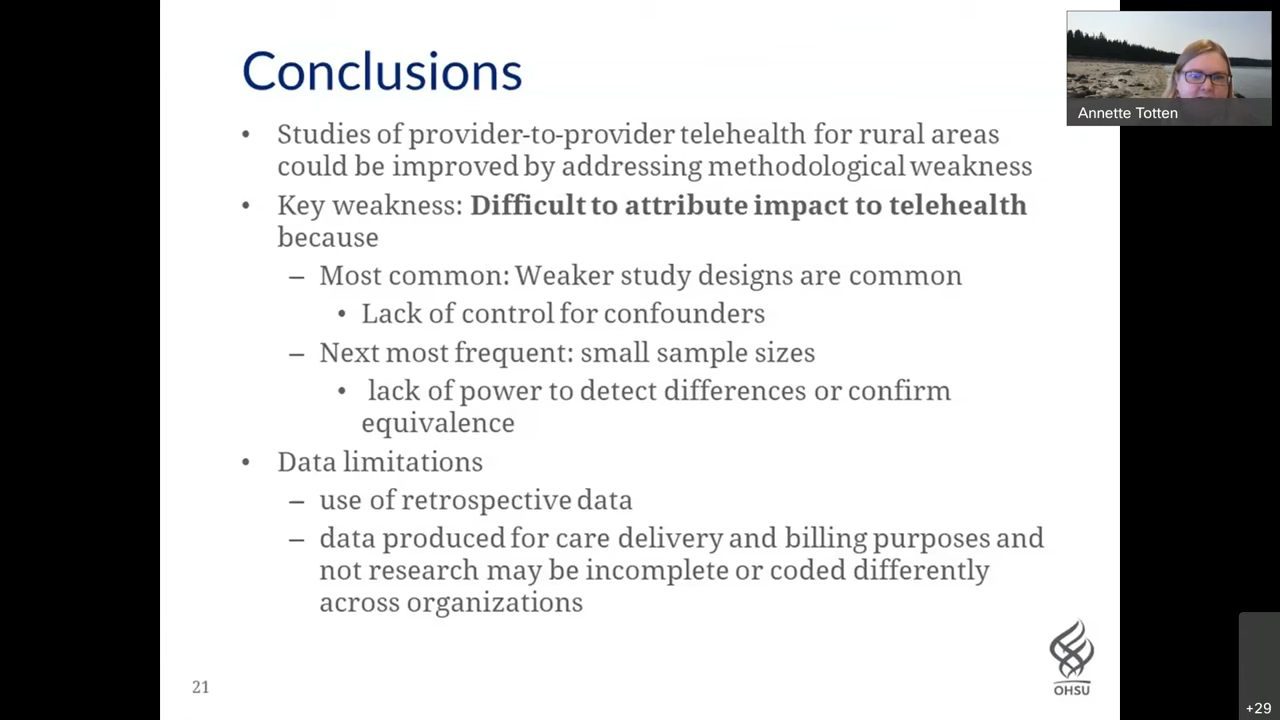 Conclusions
• Studies of provider-to-provider telehealth for rural areas
could be improved by addressing methodological weakness
• Key weakness: Difficult to attribute impact to telehealth
because
– Most common: Weaker study designs are common
• Lack of control for confounders
– Next most frequent: small sample sizes
• lack of power to detect differences or confirm
equivalence
• Data limitations
– use of retrospective data
– data produced for care delivery and billing purposes and
not research may be incomplete or coded differently
across organizations
21
OHSU
Annette Totten
+29